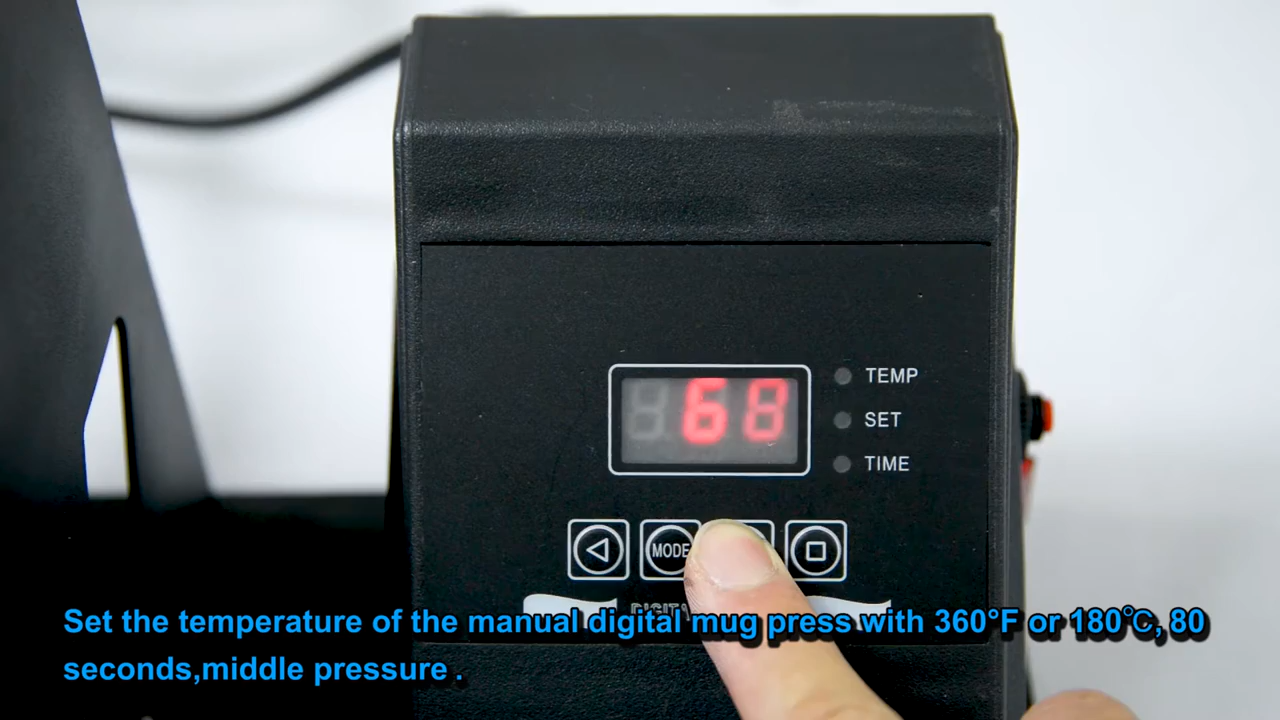 TEMP
SET
TIME
MODE
Set the temperature of the manual digital mug press with 360°F or 180℃, 80
seconds,middle pressure .